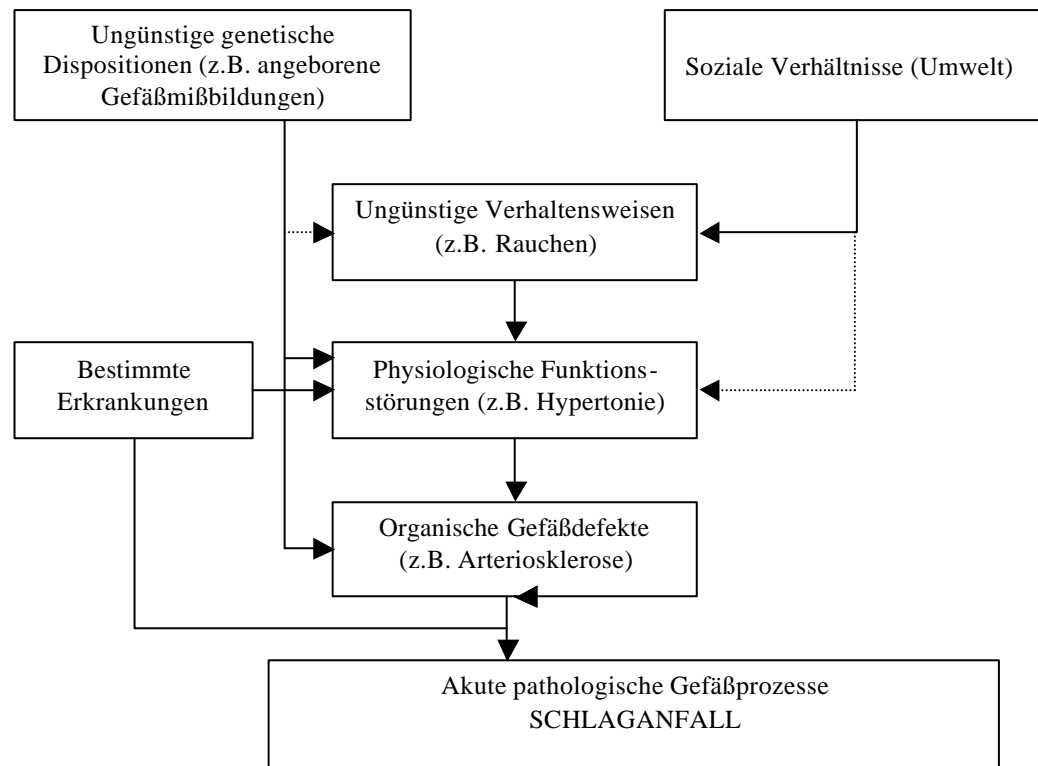 Ungünstige genetische
Dispositionen (z.B. angeborene
Gefäßmißbildungen)
Soziale Verhältnisse (Umwelt)
Ungünstige Verhaltensweisen
(z.B. Rauchen)
Bestimmte
Erkrankungen
Physiologische Funktions-
störungen (z.B. Hypertonie)
Organische Gefäßdefekte
(z.B. Arteriosklerose)
Akute pathologische Gefäßprozesse
SCHLAGANFALL